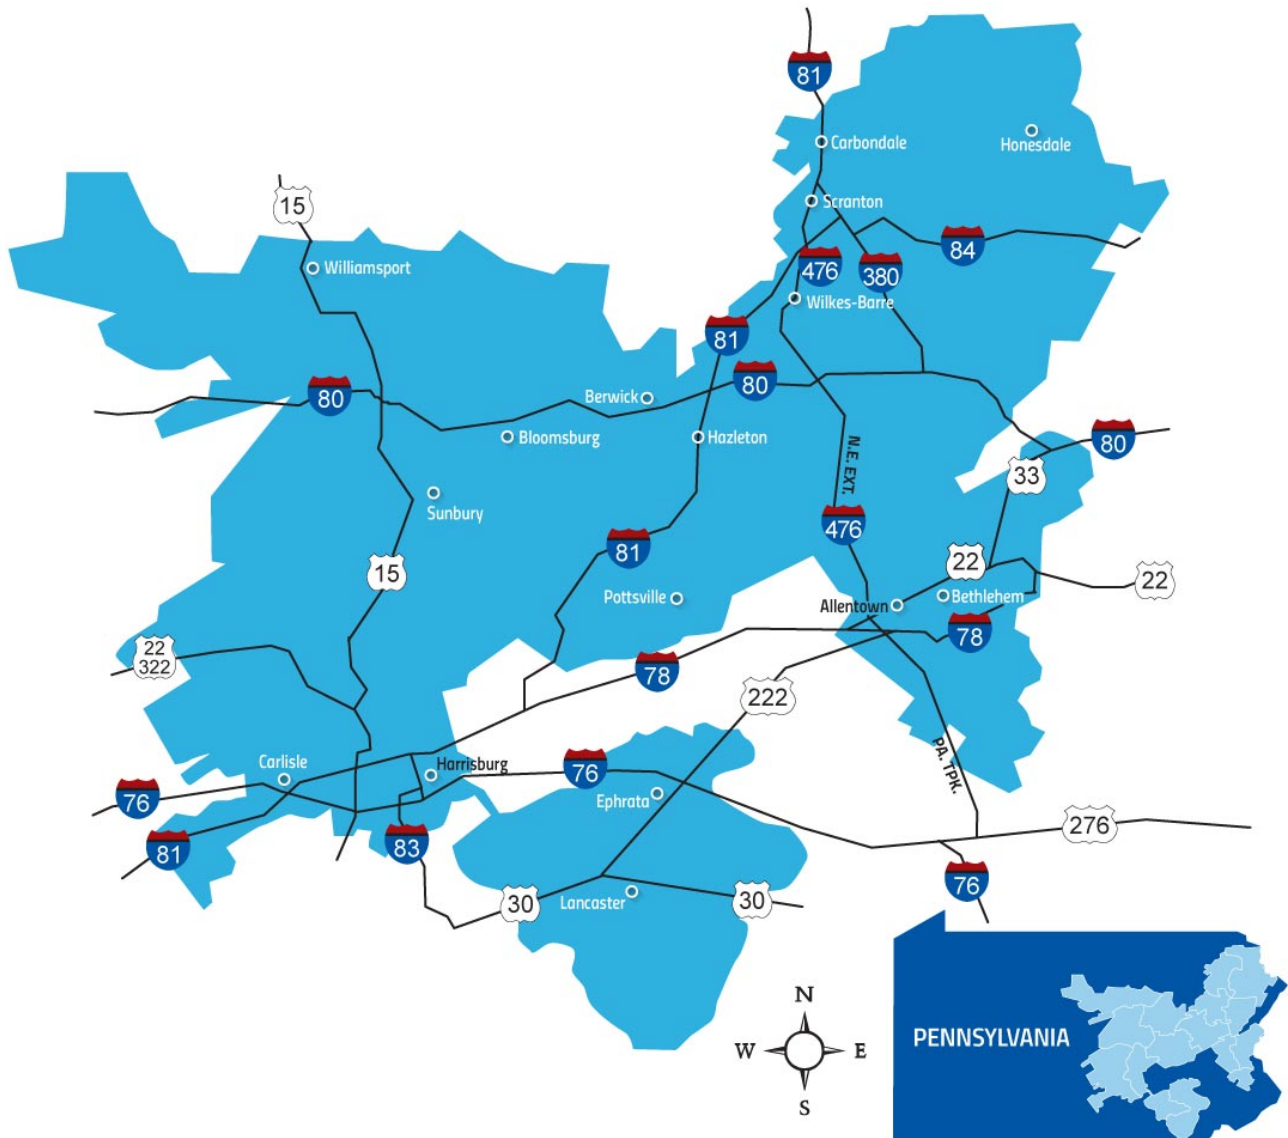 81
Carbondale
Honesdale
15
Scranton
84
Williamsport
476
380
Wilkes-Barre
81
80
80
Berwick
Bloomsburg
Hazleton
80
N.E. EXT.
33
Sunbury
476
81
22
22
15
Pottsville
Allentown
Bethlehem
78
22
322
78
222
PA. TPK.
Carlisle
Harrisburg
76
76
Ephrata
276
81
83
76
30
Lancaster
30
N
W
E
S
PENNSYLVANIA